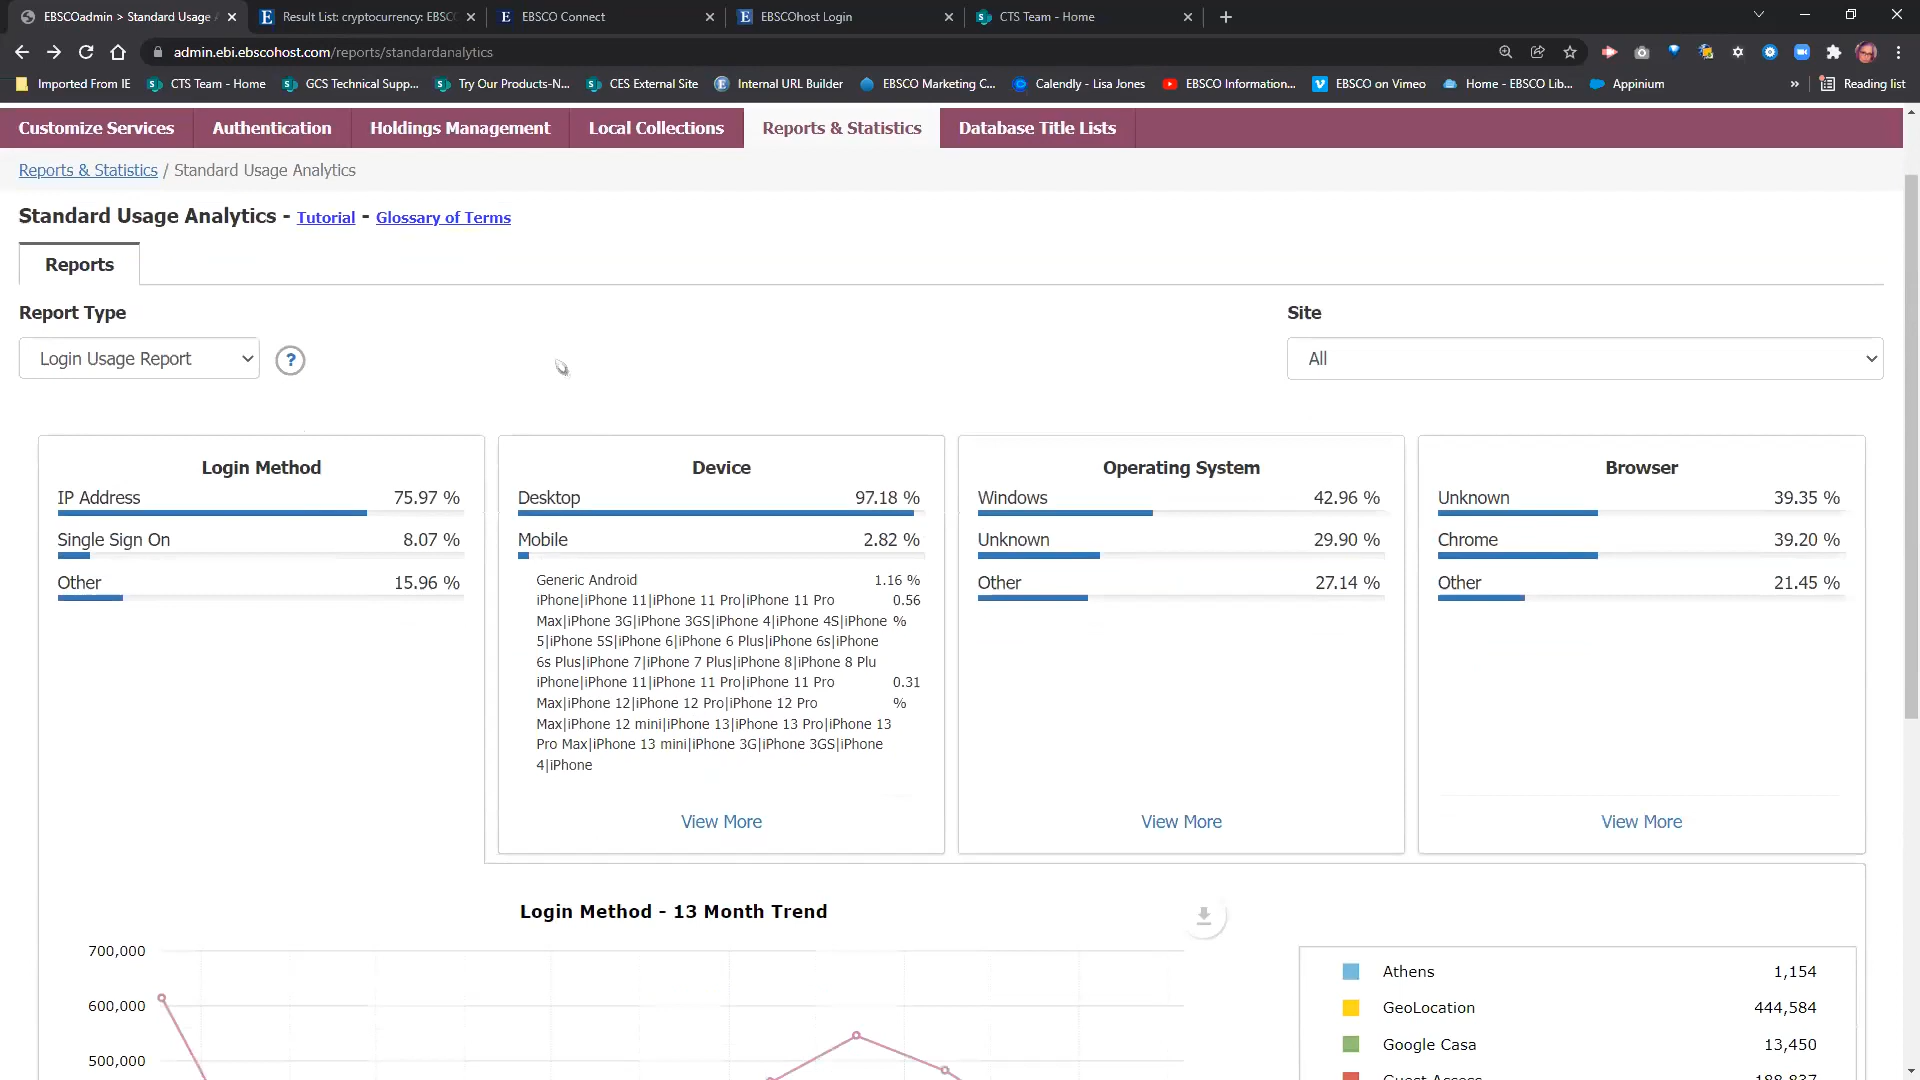 EBSCOadmin > Standard Usage
Result List: cryptocurrency: EBSC
EBSCO Connect
EBSCOhost Login
CTS Team - Home
admin.ebi.ebscohost.com/reports/standardanalytics
Imported From IE
CTS Team - Home
GCS Technical Supp...
Try Our Products-N...
CES External Site
Internal URL Builder
EBSCO Marketing C...
Calendly - Lisa Jones
EBSCO Information...
EBSCO on Vimeo
Home - EBSCO Lib...
Appinium
»
Reading list
Customize Services
Authentication
Holdings Management
Local Collections
Reports & Statistics
Database Title Lists
Reports & Statistics / Standard Usage Analytics
Standard Usage Analytics - Tutorial - Glossary of Terms
Reports
Report Type
Site
Login Usage Report
?
All
Login Method
IP Address 75.97 %
Single Sign On 8.07 %
Other 15.96 %
Device
Desktop 97.18 %
Mobile 2.82 %
Generic Android 1.16 %
iPhone|iPhone 11|iPhone 11 Pro|iPhone 11 Pro 0.56
Max|iPhone 3G|iPhone 3GS|iPhone 4|iPhone 4S|iPhone %
5|iPhone 5S|iPhone 6|iPhone 6 Plus|iPhone 6s|iPhone
6s Plus|iPhone 7|iPhone 7 Plus|iPhone 8|iPhone 8 Plu
iPhone|iPhone 11|iPhone 11 Pro|iPhone 11 Pro 0.31
Max|iPhone 12|iPhone 12 Pro|iPhone 12 Pro %
Max|iPhone 12 mini|iPhone 13|iPhone 13 Pro|iPhone 13
Pro Max|iPhone 13 mini|iPhone 3G|iPhone 3GS|iPhone
4|iPhone
View More
Operating System
Windows 42.96 %
Unknown 29.90 %
Other 27.14 %
View More
Browser
Unknown 39.35 %
Chrome 39.20 %
Other 21.45 %
View More
Login Method - 13 Month Trend
700,000
600,000
500,000
Athens 1,154
GeoLocation 444,584
Google Casa 13,450
Guest Access 188,837